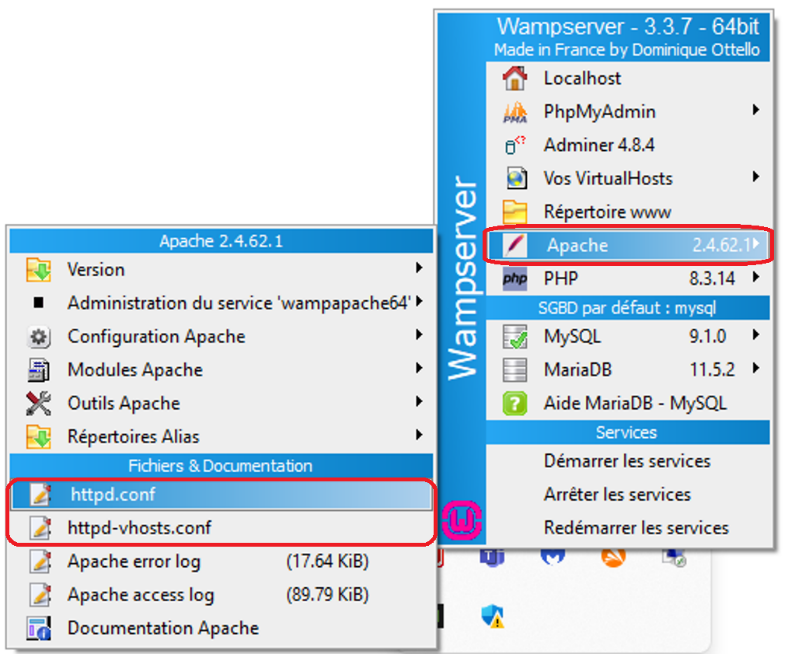 Wampserver - 3.3.7 - 64bit
Made in France by Dominique Ottello
Wampserver
Localhost
PMA PhpMyAdmin
Adminer 4.8.4
Vos VirtualHosts
Répertoire www
Apache 2.4.62.1
php PHP 8.3.14
SGBD par défaut : mysql
MySQL 9.1.0
MariaDB 11.5.2
? Aide MariaDB - MySQL
Services
Démarrer les services
Arrêter les services
Redémarrer les services
Apache 2.4.62.1
Version
Administration du service 'wampapache64'
Configuration Apache
Modules Apache
Outils Apache
Répertoires Alias
Fichiers & Documentation
httpd.conf
httpd-vhosts.conf
Apache error log (17.64 KiB)
Apache access log (89.79 KiB)
Documentation Apache